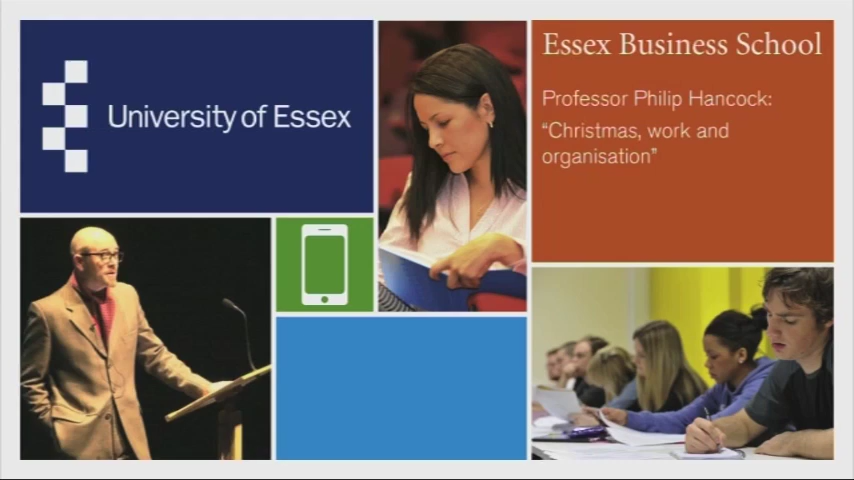 University of Essex
Essex Business School
Professor Philip Hancock:
“Christmas, work and
organisation”